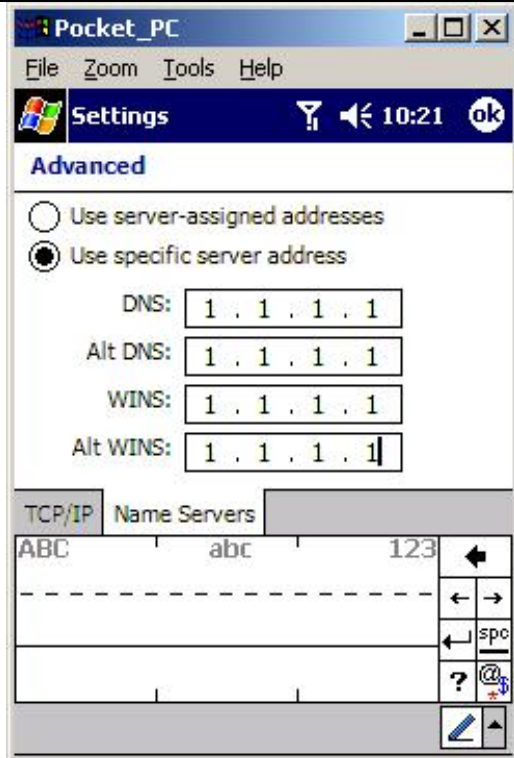 Pocket_PC
File Zoom Tools Help
Settings 10:21 ok
Advanced
Use server-assigned addresses
Use specific server address
DNS: 1 . 1 . 1 . 1
Alt DNS: 1 . 1 . 1 . 1
WINS: 1 . 1 . 1 . 1
Alt WINS: 1 . 1 . 1 . 1
TCP/IP Name Servers
ABC abc 123
spc
? @*$